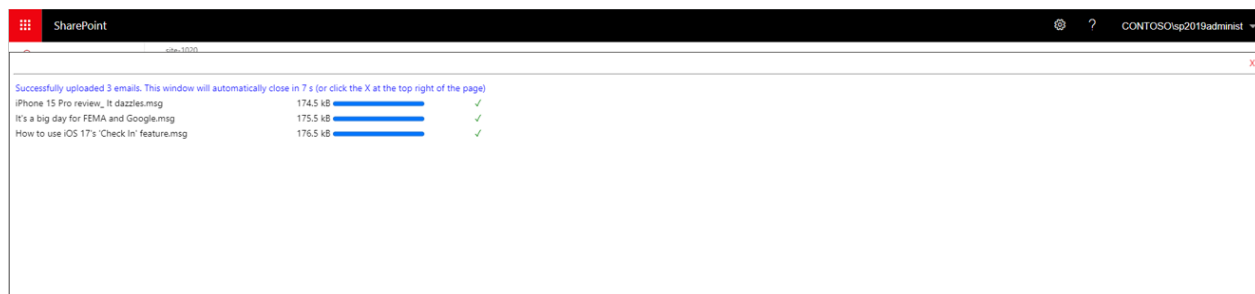 SharePoint
? CONTOSO\sp2019administ
site-1020
X
Successfully uploaded 3 emails. This window will automatically close in 7 s (or click the X at the top right of the page)
iPhone 15 Pro review_ It dazzles.msg 174.5 kB ✓
It's a big day for FEMA and Google.msg 175.5 kB ✓
How to use iOS 17's 'Check In' feature.msg 176.5 kB ✓